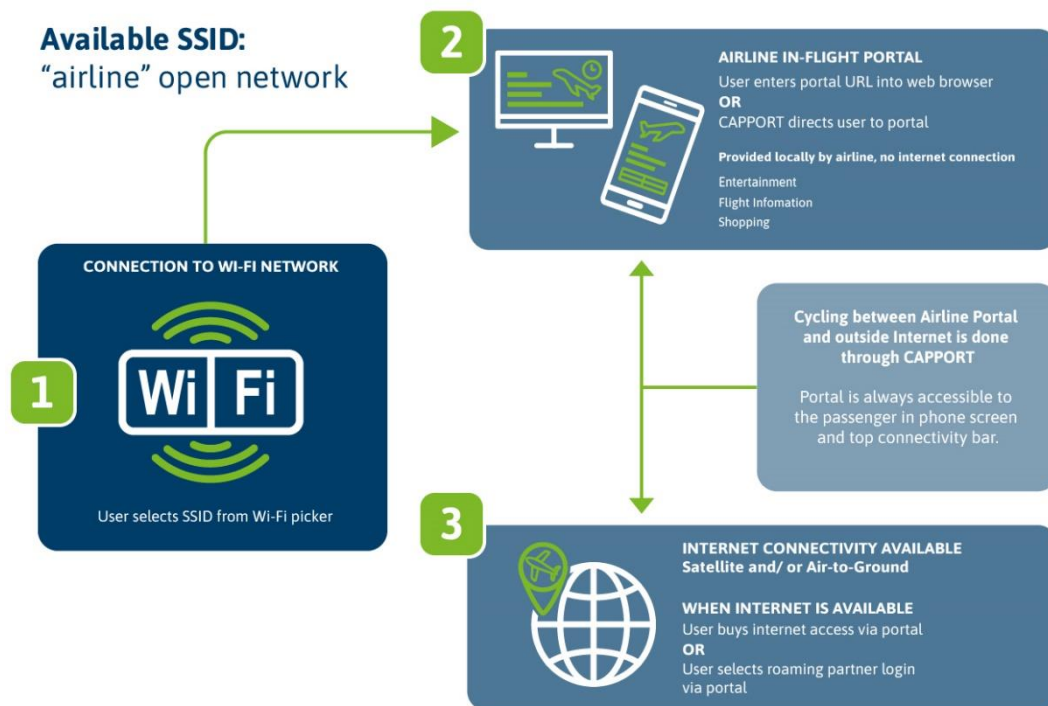 Available SSID:
“airline” open network
1
CONNECTION TO WI-FI NETWORK
Wi Fi
User selects SSID from Wi-Fi picker
2
AIRLINE IN-FLIGHT PORTAL
User enters portal URL into web browser
OR
CAPPORT directs user to portal
Provided locally by airline, no internet connection
Entertainment
Flight Infomation
Shopping
Cycling between Airline Portal
and outside Internet is done
through CAPPORT
Portal is always accessible to
the passenger in phone screen
and top connectivity bar.
3
INTERNET CONNECTIVITY AVAILABLE
Satellite and/ or Air-to-Ground
WHEN INTERNET IS AVAILABLE
User buys internet access via portal
OR
User selects roaming partner login
via portal